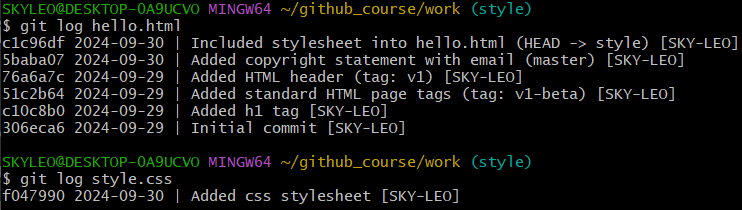 SKYLEO@DESKTOP-0A9UCVO MINGW64 ~/github_course/work (style)
$ git log hello.html
c1c96df 2024-09-30 | Included stylesheet into hello.html (HEAD -> style) [SKY-LEO]
5baba07 2024-09-30 | Added copyright statement with email (master) [SKY-LEO]
76a6a7c 2024-09-29 | Added HTML header (tag: v1) [SKY-LEO]
51c2b64 2024-09-29 | Added standard HTML page tags (tag: v1-beta) [SKY-LEO]
c10c8b0 2024-09-29 | Added h1 tag [SKY-LEO]
306eca6 2024-09-29 | Initial commit [SKY-LEO]
SKYLEO@DESKTOP-0A9UCVO MINGW64 ~/github_course/work (style)
$ git log style.css
f047990 2024-09-30 | Added css stylesheet [SKY-LEO]